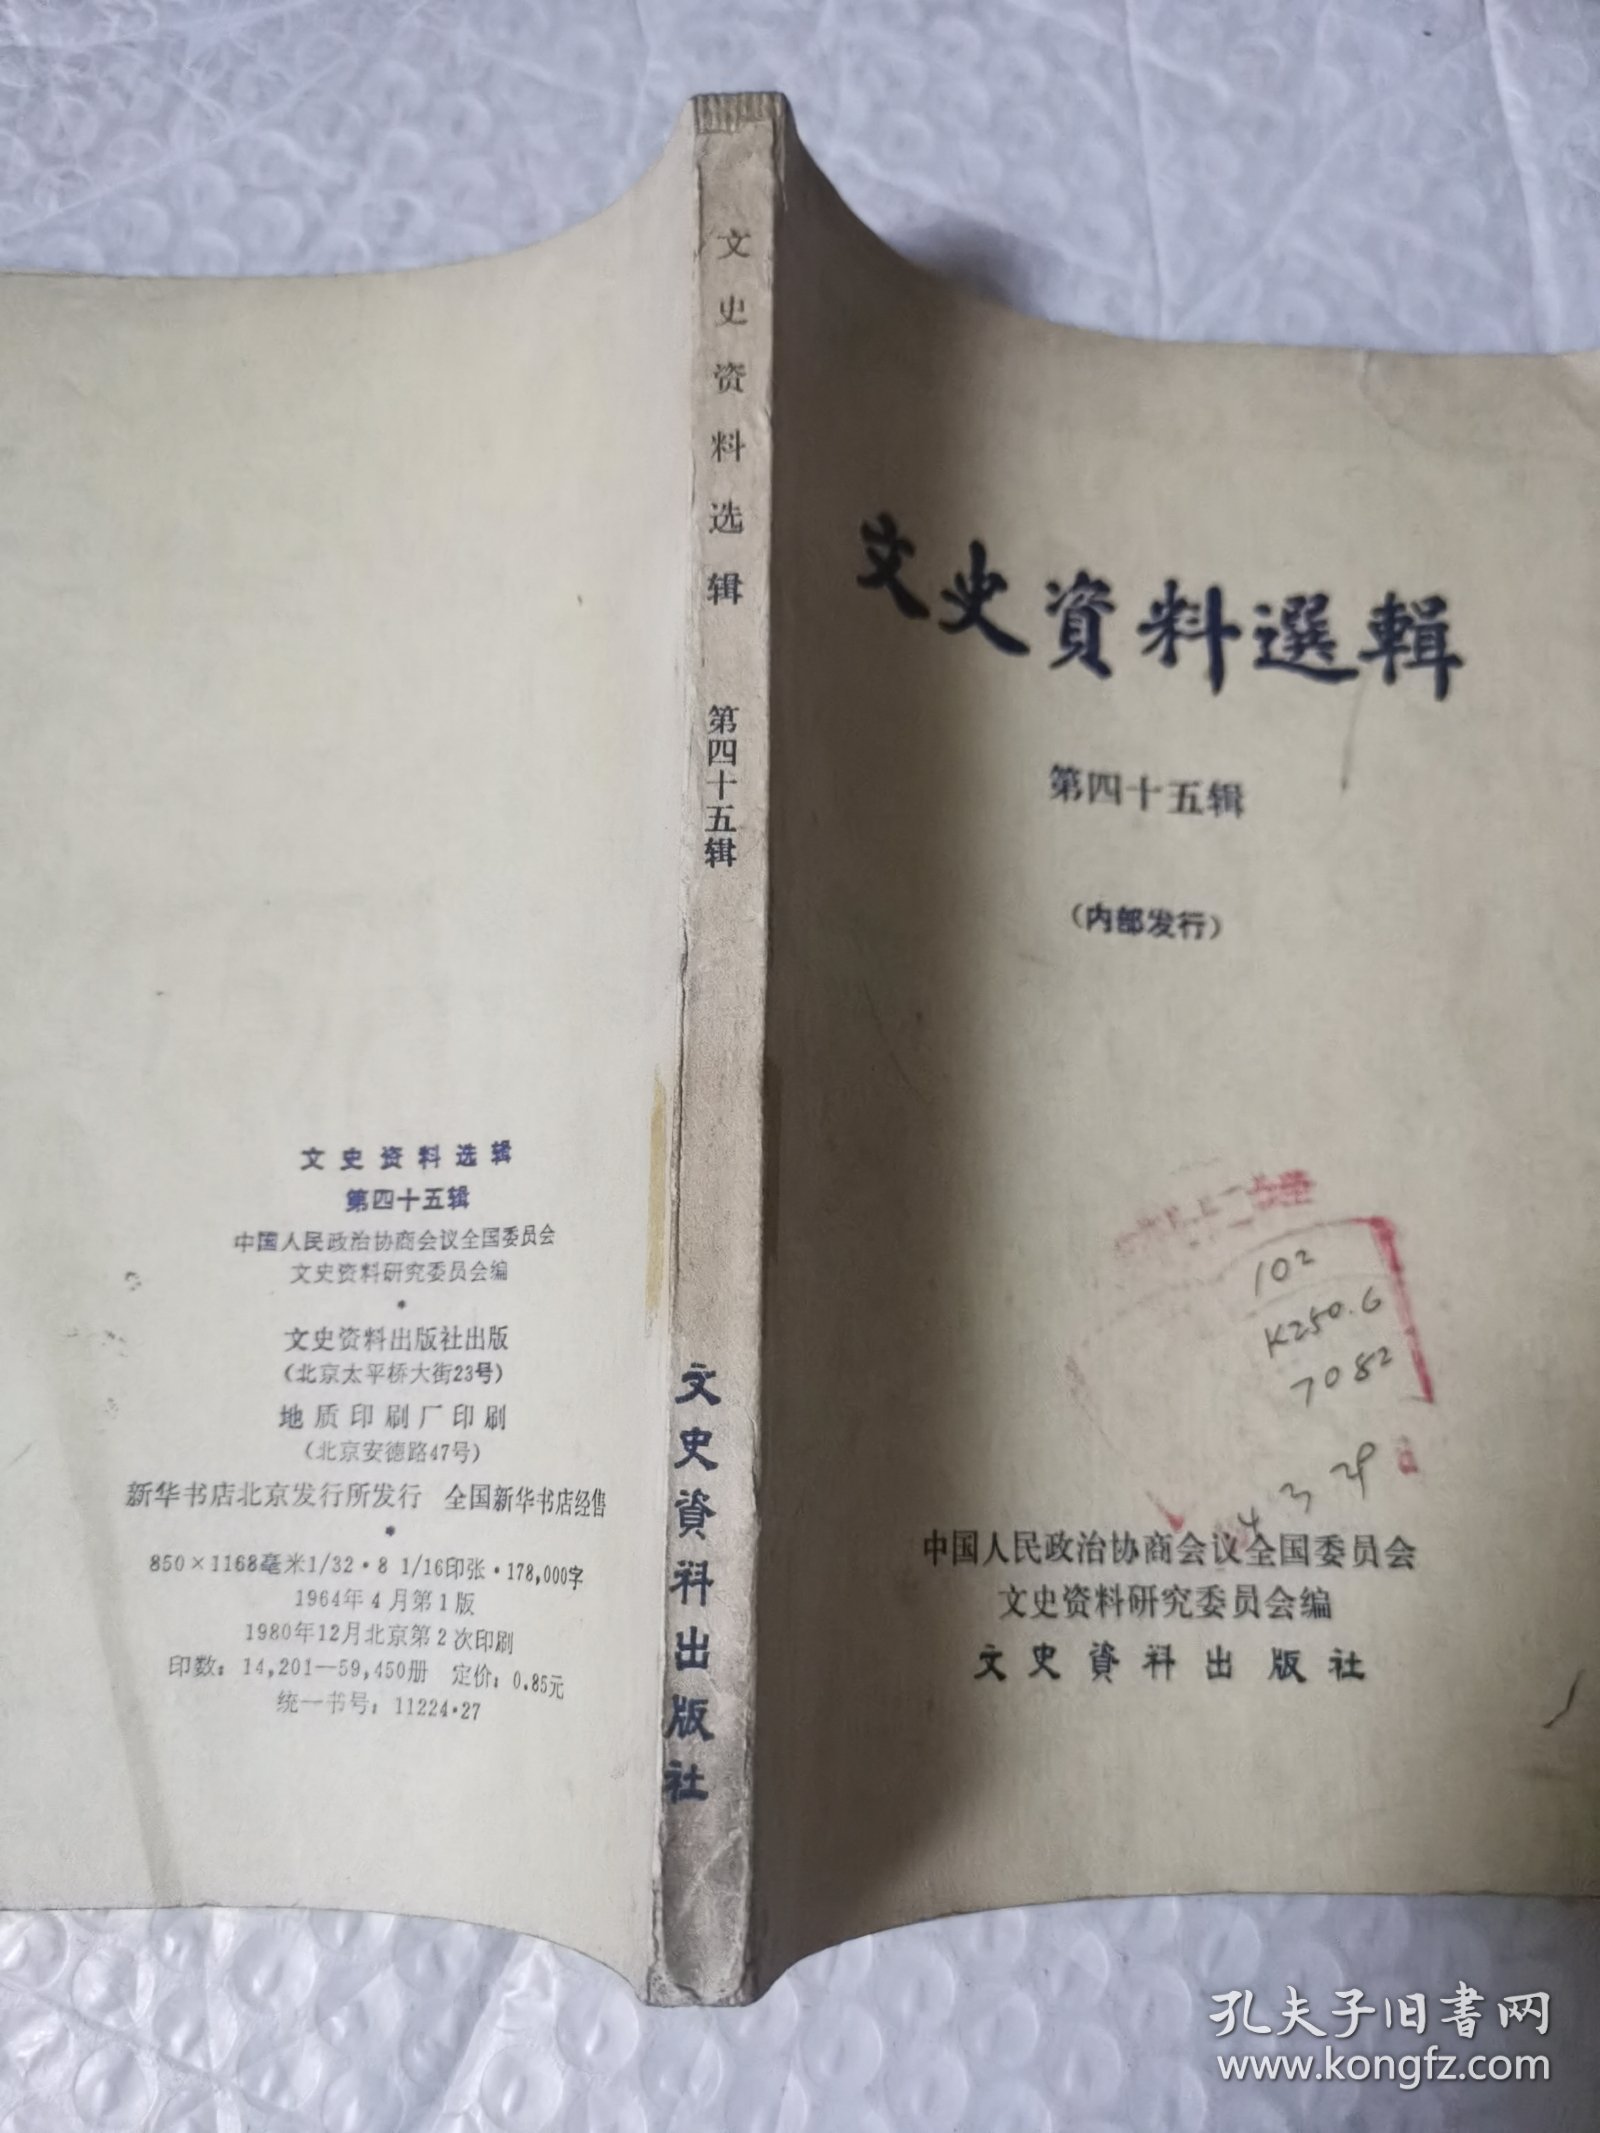 文史資料選輯
第四十五辑
（内部发行）
102
K250.6
7082
中国人民政治协商会议全国委员会
文史资料研究委员会编
文史資料出版社
文史资料选辑 第四十五辑
文史資料出版社
文史资料选辑
第四十五辑
中国人民政治协商会议全国委员会
文史资料研究委员会编
文史资料出版社出版
（北京太平桥大街23号）
地质印刷厂印刷
（北京安德路47号）
新华书店北京发行所发行 全国新华书店经售
850×1168毫米1/32·8 1/16印张·178,000字
1964年4月第1版
1980年12月北京第2次印刷
印数：14,201—59,450册 定价：0.85元
统一书号：11224·27
孔夫子旧書网
www.kongfz.com